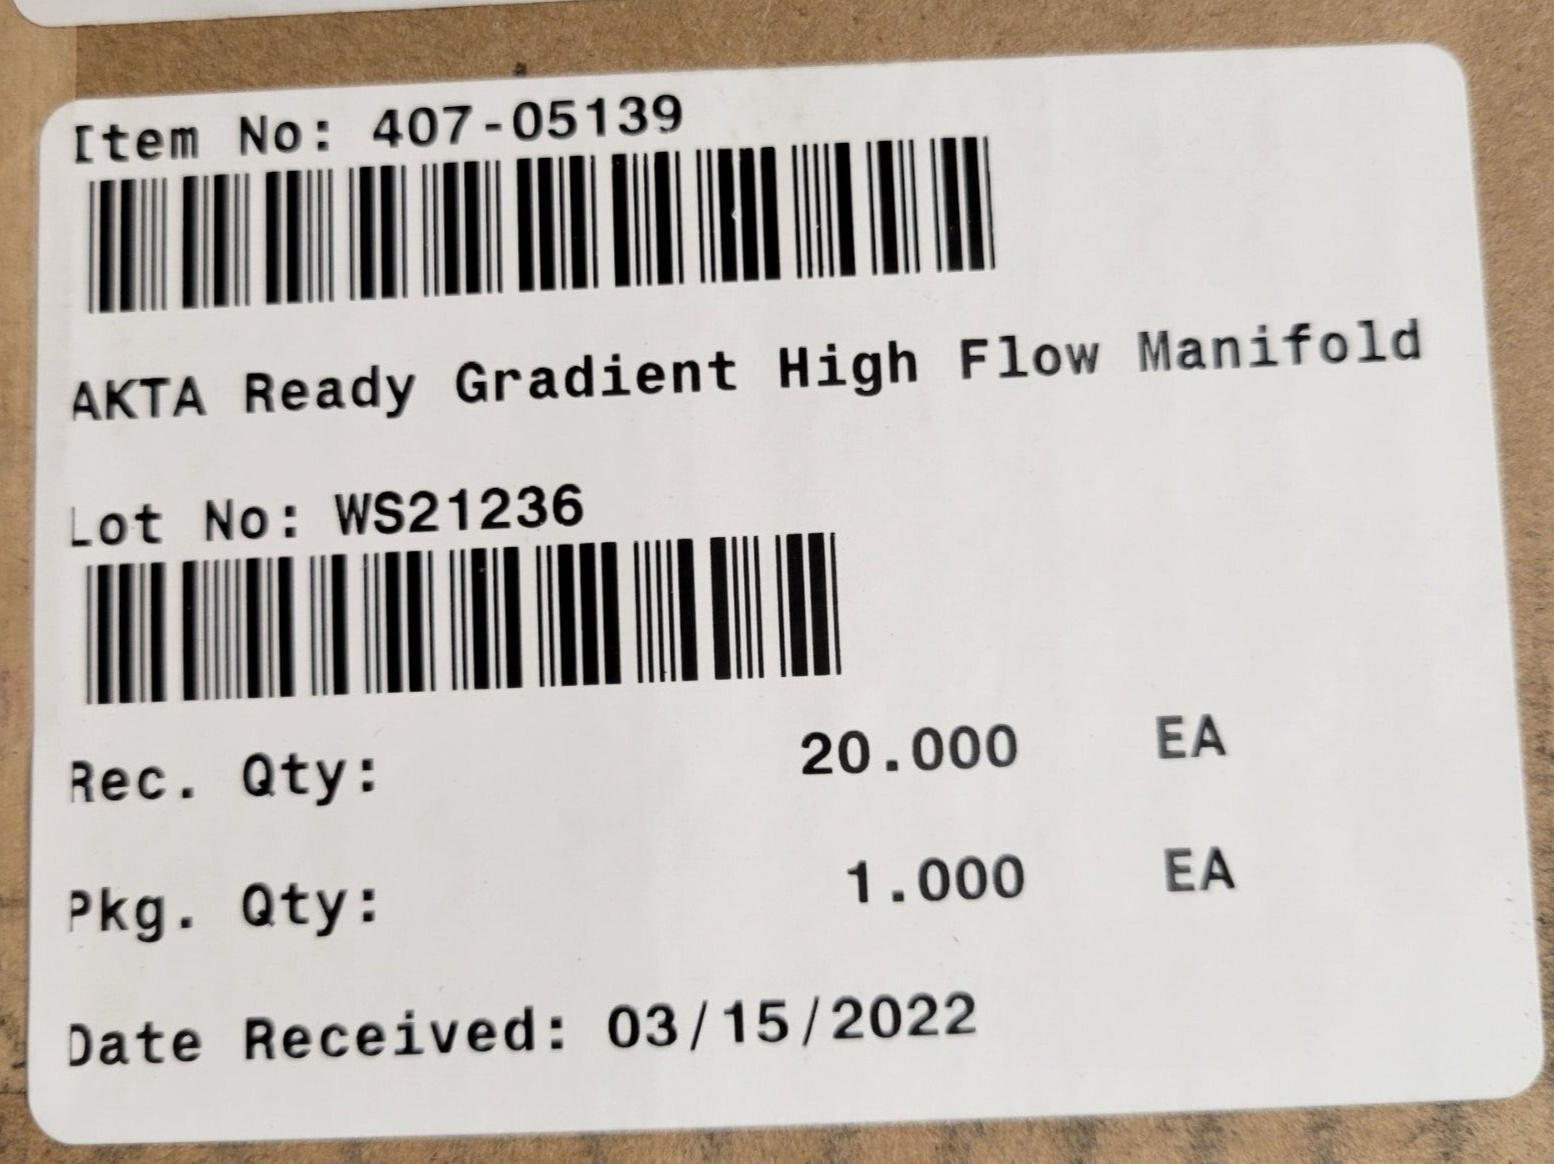 Item No: 407-05139
AKTA Ready Gradient High Flow Manifold
Lot No: WS21236
Rec. Qty: 20.000 EA
Pkg. Qty: 1.000 EA
Date Received: 03/15/2022